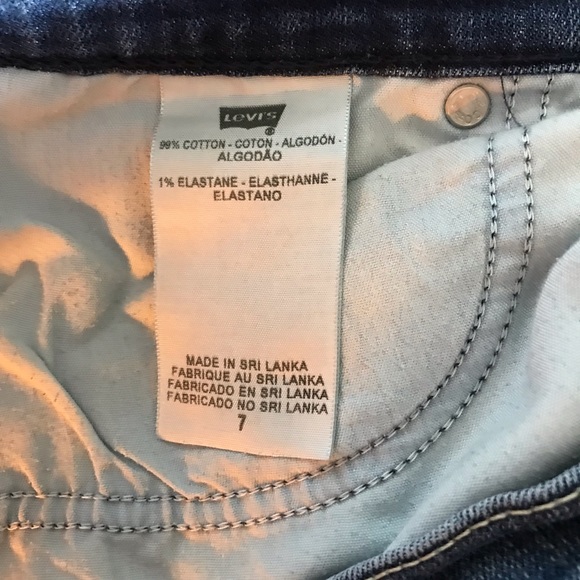 Levi's
99% COTTON - COTON - ALGODÓN -
ALGODÃO
1% ELASTANE - ELASTHANNE -
ELASTANO
MADE IN SRI LANKA
FABRIQUE AU SRI LANKA
FABRICADO EN SRI LANKA
FABRICADO NO SRI LANKA
7